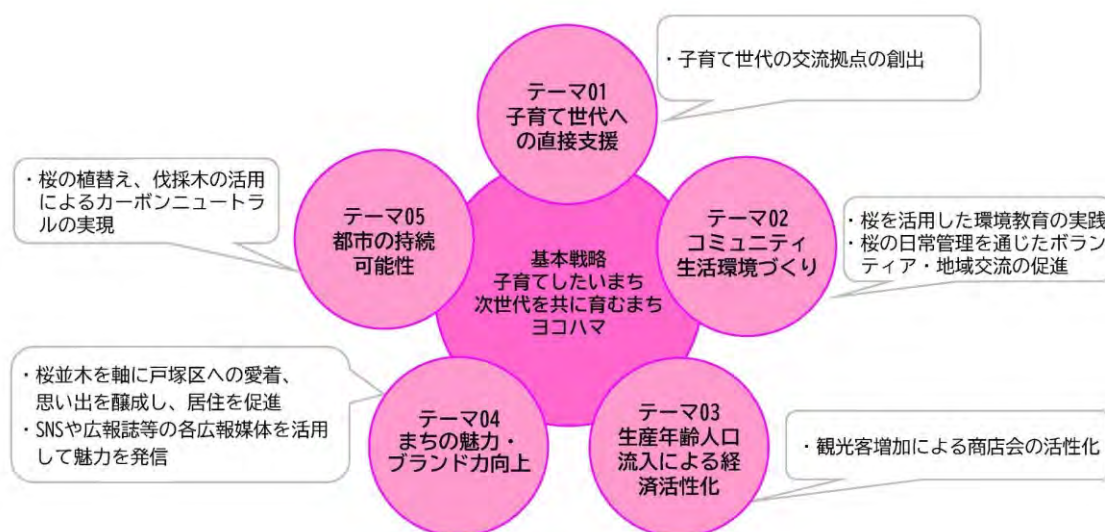 テーマ01
子育て世代へ
の直接支援
・子育て世代の交流拠点の創出
テーマ02
コミュニティ
生活環境づくり
・桜を活用した環境教育の実践
・桜の日常管理を通じたボラン
ティア・地域交流の促進
基本戦略
子育てしたいまち
次世代を共に育むまち
ヨコハマ
テーマ03
生産年齢人口
流入による経
済活性化
・観光客増加による商店会の活性化
テーマ04
まちの魅力・
ブランド力向上
・桜並木を軸に戸塚区への愛着、
思い出を醸成し、居住を促進
・SNSや広報誌等の各広報媒体を活用
して魅力を発信
テーマ05
都市の持続
可能性
・桜の植替え、伐採木の活用
によるカーボンニュートラ
ルの実現